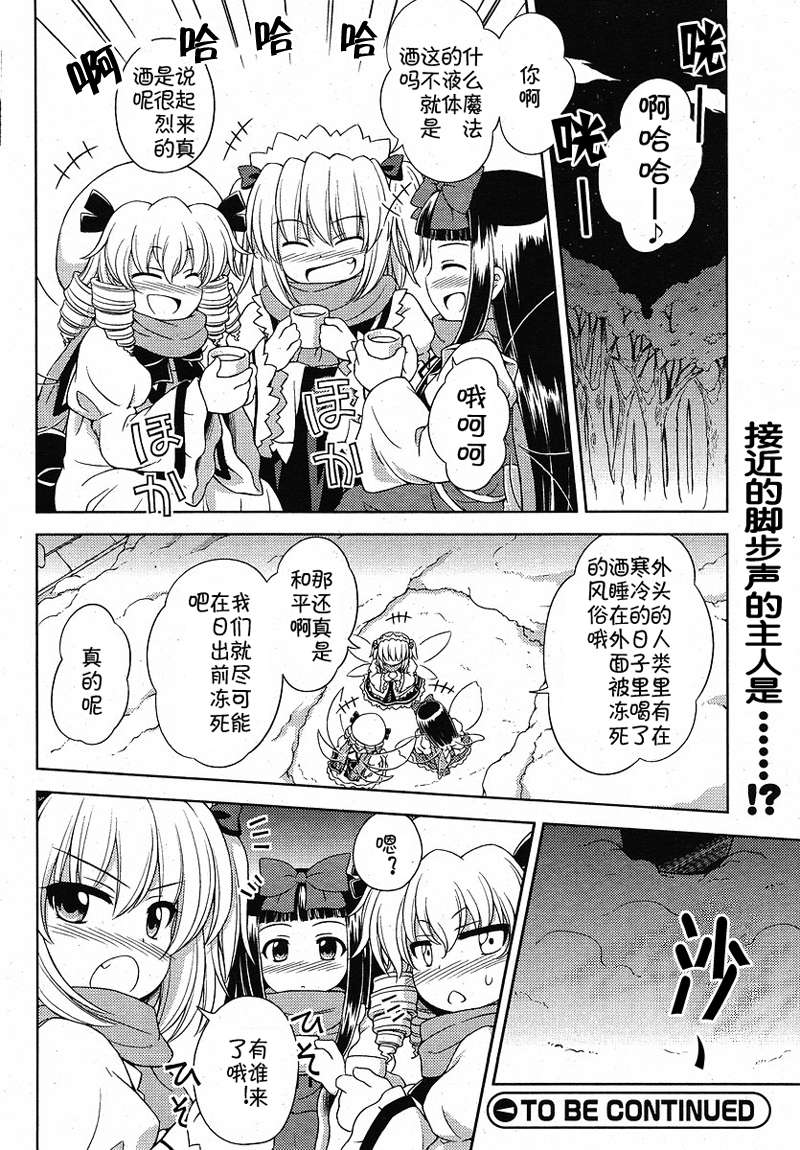 咣ー
咣ー
啊哈哈ー♪
你啊
什么魔法
的液体
这不就是
酒吗
说起来真
是很烈的
酒呢
哈
哈
哈
啊
哦呵呵
ほか
ほか
外头的人类里有在
寒冷的日子里喝了
酒睡在外面被冻死
的风俗哦
那还真是
和平啊
我们就尽可能
在日出前冻死
吧
真的呢
沙
嗯?
有谁来
了哦!
ひそ
ひそ
接近的脚步声的主人是……!?
TO BE CONTINUED